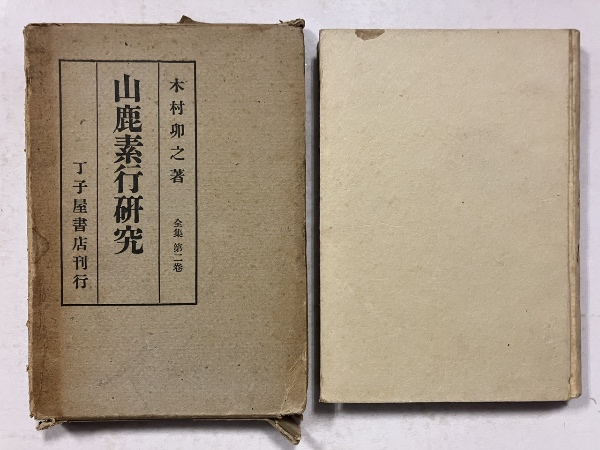 木村卯之著 全集 第二卷
山鹿素行研究
丁子屋書店刊行